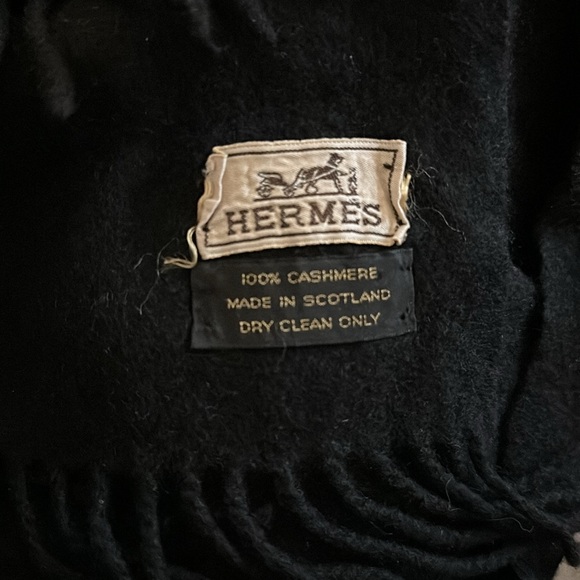 HERMES
100% CASHMERE
MADE IN SCOTLAND
DRY CLEAN ONLY